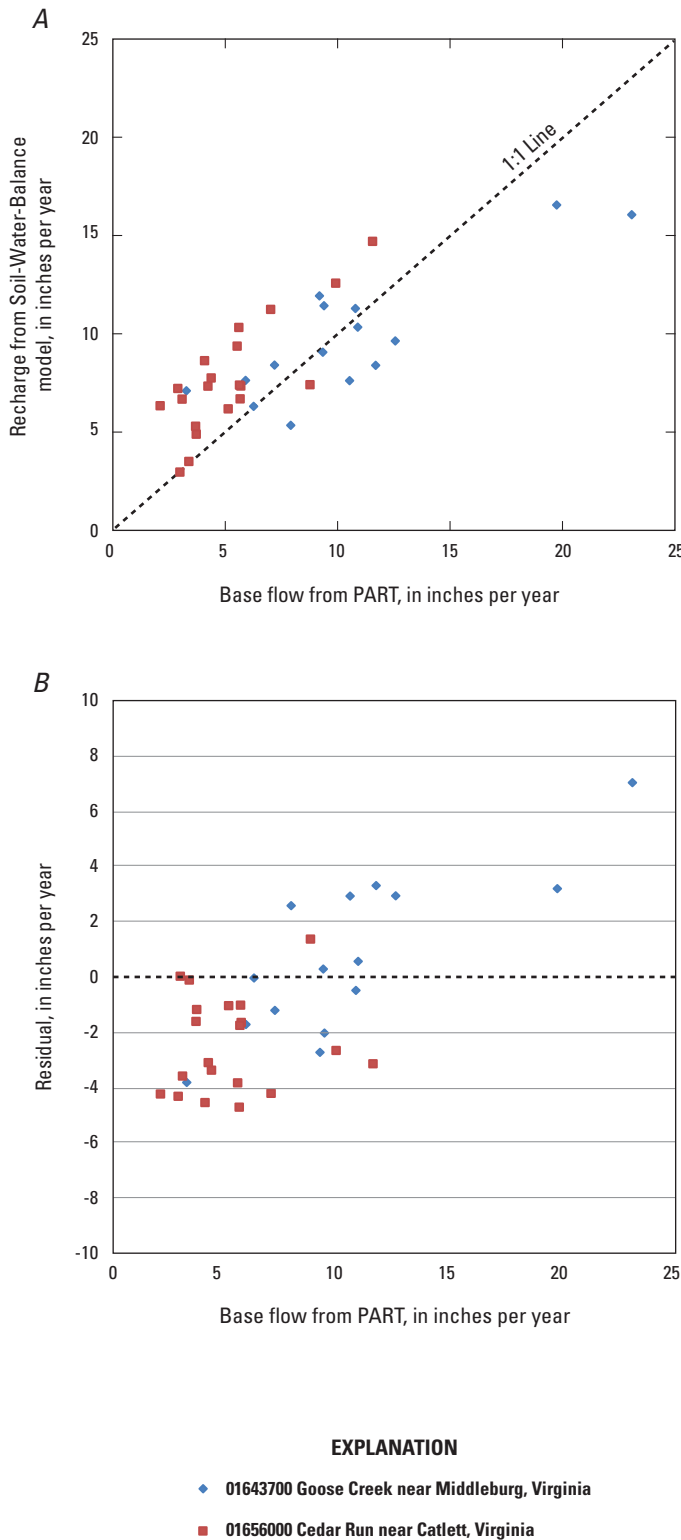 A
25
20
15
10
5
0
Recharge from Soil-Water-Balance
model, in inches per year
1:1 Line
0 5 10 15 20 25
Base flow from PART, in inches per year
B
10
8
6
4
2
0
-2
-4
-6
-8
-10
Residual, in inches per year
0 5 10 15 20 25
Base flow from PART, in inches per year
EXPLANATION
01643700 Goose Creek near Middleburg, Virginia
01656000 Cedar Run near Catlett, Virginia